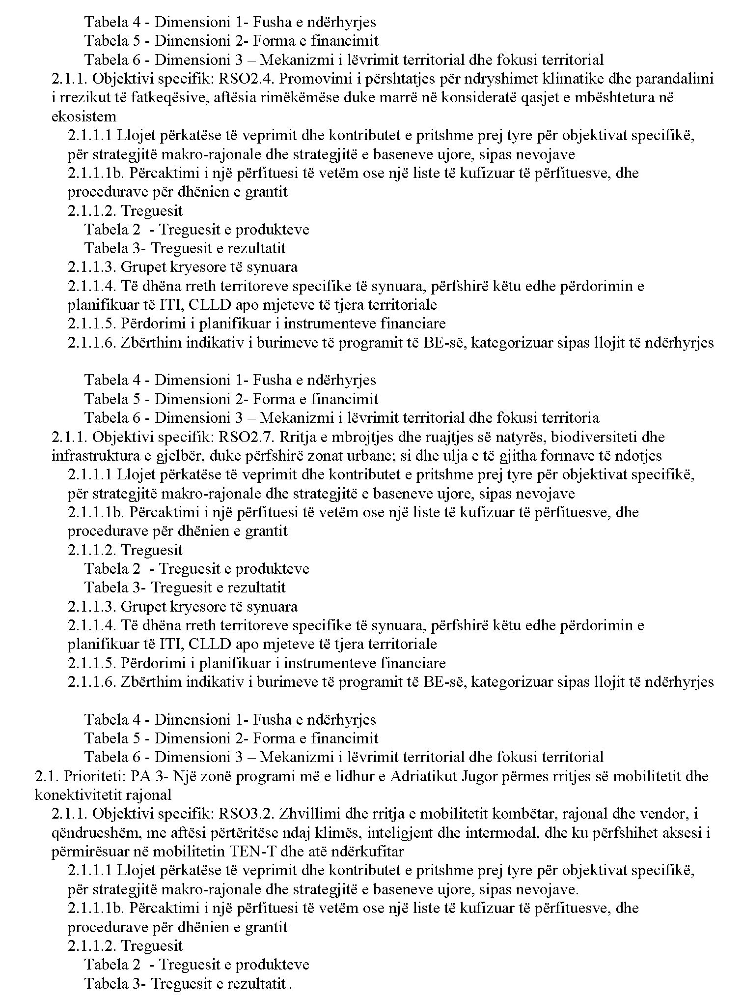 Tabela 4 - Dimensioni 1- Fusha e ndërhyrjes
Tabela 5 - Dimensioni 2- Forma e financimit
Tabela 6 - Dimensioni 3 – Mekanizmi i lëvrimit territorial dhe fokusi territorial
2.1.1. Objektivi specifik: RSO2.4. Promovimi i përshtatjes për ndryshimet klimatike dhe parandalimi
i rrezikut të fatkeqësive, aftësia rimëkëmëse duke marrë në konsideratë qasjet e mbështetura në
ekosistem
2.1.1.1 Llojet përkatëse të veprimit dhe kontributet e pritshme prej tyre për objektivat specifikë,
për strategjitë makro-rajonale dhe strategjitë e baseneve ujore, sipas nevojave
2.1.1.1b. Përcaktimi i një përfituesi të vetëm ose një liste të kufizuar të përfituesve, dhe
procedurave për dhënien e grantit
2.1.1.2. Treguesit
Tabela 2  - Treguesit e produkteve
Tabela 3- Treguesit e rezultatit
2.1.1.3. Grupet kryesore të synuara
2.1.1.4. Të dhëna rreth territoreve specifike të synuara, përfshirë këtu edhe përdorimin e
planifikuar të ITI, CLLD apo mjeteve të tjera territoriale
2.1.1.5. Përdorimi i planifikuar i instrumenteve financiare
2.1.1.6. Zbërthim indikativ i burimeve të programit të BE-së, kategorizuar sipas llojit të ndërhyrjes
Tabela 4 - Dimensioni 1- Fusha e ndërhyrjes
Tabela 5 - Dimensioni 2- Forma e financimit
Tabela 6 - Dimensioni 3 – Mekanizmi i lëvrimit territorial dhe fokusi territoria
2.1.1. Objektivi specifik: RSO2.7. Rritja e mbrojtjes dhe ruajtjes së natyrës, biodiversiteti dhe
infrastruktura e gjelbër, duke përfshirë zonat urbane; si dhe ulja e të gjitha formave të ndotjes
2.1.1.1 Llojet përkatëse të veprimit dhe kontributet e pritshme prej tyre për objektivat specifikë,
për strategjitë makro-rajonale dhe strategjitë e baseneve ujore, sipas nevojave
2.1.1.1b. Përcaktimi i një përfituesi të vetëm ose një liste të kufizuar të përfituesve, dhe
procedurave për dhënien e grantit
2.1.1.2. Treguesit
Tabela 2  - Treguesit e produkteve
Tabela 3- Treguesit e rezultatit
2.1.1.3. Grupet kryesore të synuara
2.1.1.4. Të dhëna rreth territoreve specifike të synuara, përfshirë këtu edhe përdorimin e
planifikuar të ITI, CLLD apo mjeteve të tjera territoriale
2.1.1.5. Përdorimi i planifikuar i instrumenteve financiare
2.1.1.6. Zbërthim indikativ i burimeve të programit të BE-së, kategorizuar sipas llojit të ndërhyrjes
Tabela 4 - Dimensioni 1- Fusha e ndërhyrjes
Tabela 5 - Dimensioni 2- Forma e financimit
Tabela 6 - Dimensioni 3 – Mekanizmi i lëvrimit territorial dhe fokusi territorial
2.1. Prioriteti: PA 3- Një zonë programi më e lidhur e Adriatikut Jugor përmes rritjes së mobilitetit dhe
konektivitetit rajonal
2.1.1. Objektivi specifik: RSO3.2. Zhvillimi dhe rritja e mobilitetit kombëtar, rajonal dhe vendor, i
qëndrueshëm, me aftësi përtëritëse ndaj klimës, inteligjent dhe intermodal, dhe ku përfshihet aksesi i
përmirësuar në mobilitetin TEN-T dhe atë ndërkufitar
2.1.1.1 Llojet përkatëse të veprimit dhe kontributet e pritshme prej tyre për objektivat specifikë,
për strategjitë makro-rajonale dhe strategjitë e baseneve ujore, sipas nevojave.
2.1.1.1b. Përcaktimi i një përfituesi të vetëm ose një liste të kufizuar të përfituesve, dhe
procedurave për dhënien e grantit
2.1.1.2. Treguesit
Tabela 2  - Treguesit e produkteve
Tabela 3- Treguesit e rezultatit .